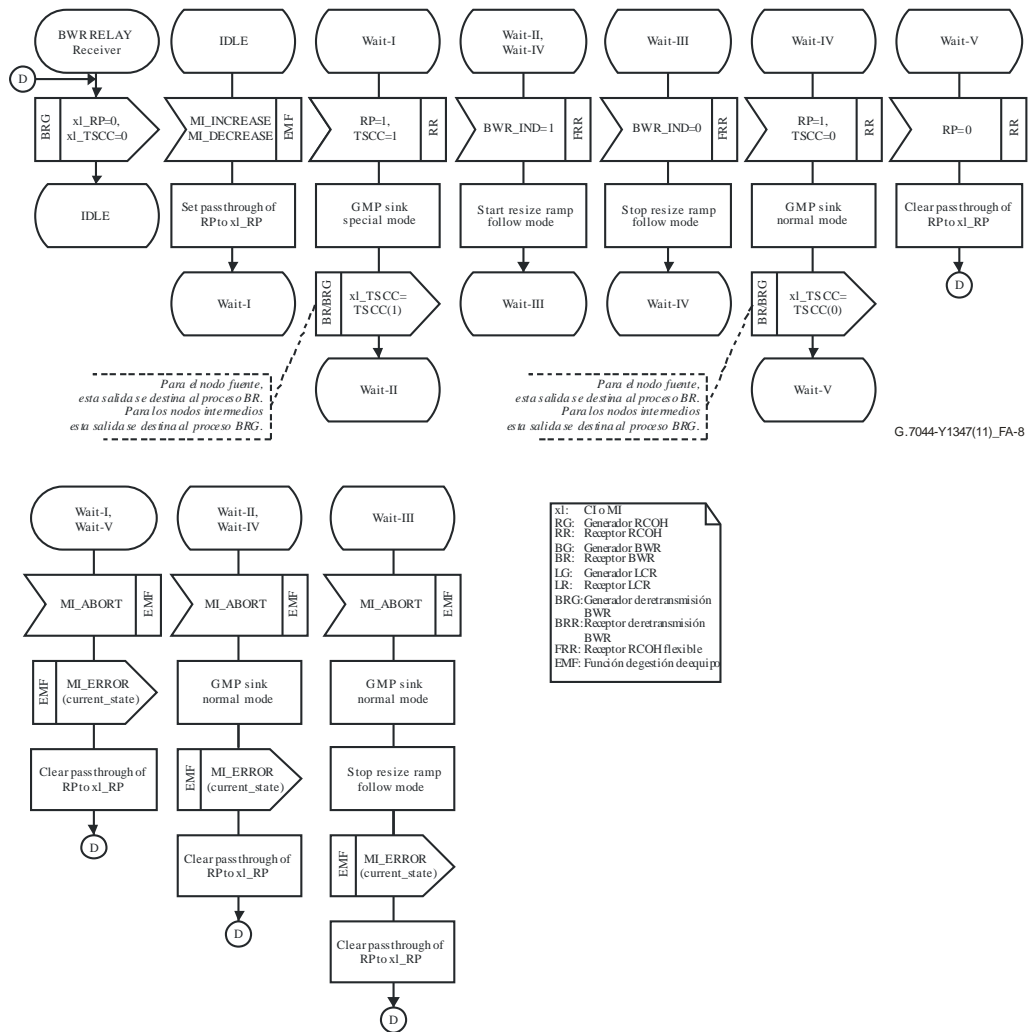 BWR RELAY
Receiver
IDLE
Wait-I
Wait-II,
Wait-IV
Wait-III
Wait-IV
Wait-V
D
BRG
xl_RP=0,
xl_TSCC=0
MI_INCREASE
MI_DECREASE
EMF
RP=1,
TSCC=1
RR
BWR_IND=1
FRR
BWR_IND=0
FRR
RP=1,
TSCC=0
RR
RP=0
RR
IDLE
Set passthrough of
RP to xl_RP
GMP sink
special mode
Start resize ramp
follow mode
Stop resize ramp
follow mode
GMP sink
normal mode
Clear passthrough of
RP to xl_RP
Wait-I
BR/BRG
xl_TSCC=
TSCC(1)
Wait-III
Wait-IV
BR/BRG
xl_TSCC=
TSCC(0)
D
Para el nodo fuente,
esta salida se destina al proceso BR.
Para los nodos intermedios
esta salida se destina al proceso BRG.
Wait-II
Para el nodo fuente,
esta salida se destina al proceso BR.
Para los nodos intermedios
esta salida se destina al proceso BRG.
Wait-V
G.7044-Y1347(11)_FA-8
Wait-I,
Wait-V
MI_ABORT
EMF
EMF
MI_ERROR
(current_state)
Clear passthrough of
RP to xl_RP
D
Wait-II,
Wait-IV
MI_ABORT
EMF
GMP sink
normal mode
EMF
MI_ERROR
(current_state)
Clear passthrough of
RP to xl_RP
D
Wait-III
MI_ABORT
EMF
GMP sink
normal mode
Stop resize ramp
follow mode
EMF
MI_ERROR
(current_state)
Clear passthrough of
RP to xl_RP
D
xl: CI o MI
RG: Generador RCOH
RR: Receptor RCOH
BG: Generador BWR
BR: Receptor BWR
LG: Generador LCR
LR: Receptor LCR
BRG: Generador de retransmisión
BWR
BRR: Receptor de retransmisión
BWR
FRR: Receptor RCOH flexible
EMF: Función de gestión de equipo